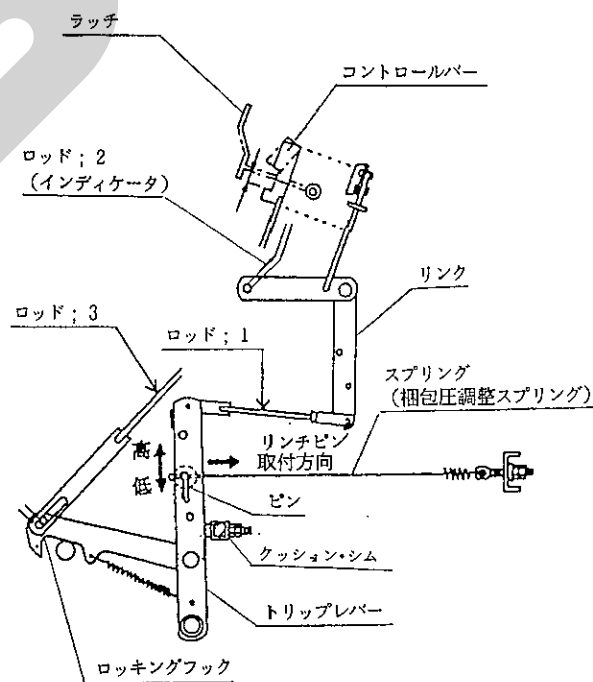 ラッチ
コントロールバー
ロッド；2
（インディケータ）
リンク
ロッド；3
ロッド；1
スプリング
（梱包圧調整スプリング）
高
低
リンチピン
取付方向
ピン
クッション・シム
トリップレバー
ロッキングフック